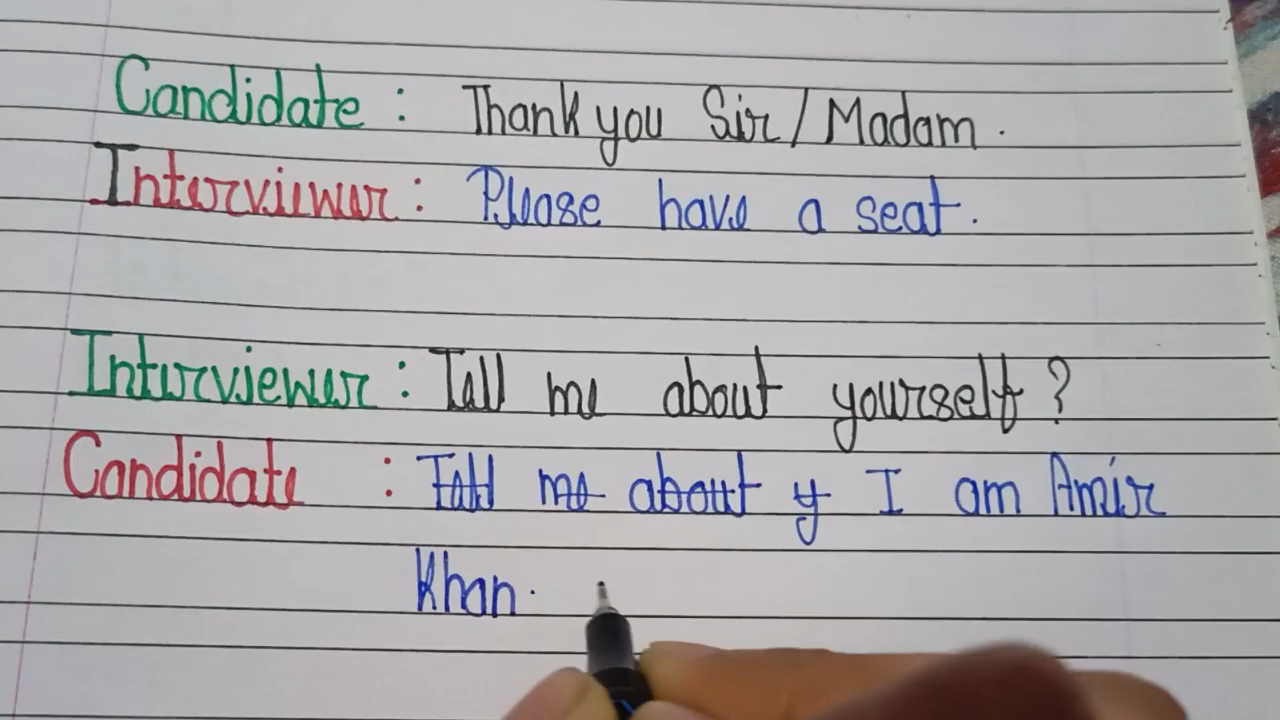 Candidate : Thank you Sir / Madam .
Interviewer : Please have a seat .
Interviewer : Tell me about yourself ?
Candidate : Tell me about y I am Amir
Khan .